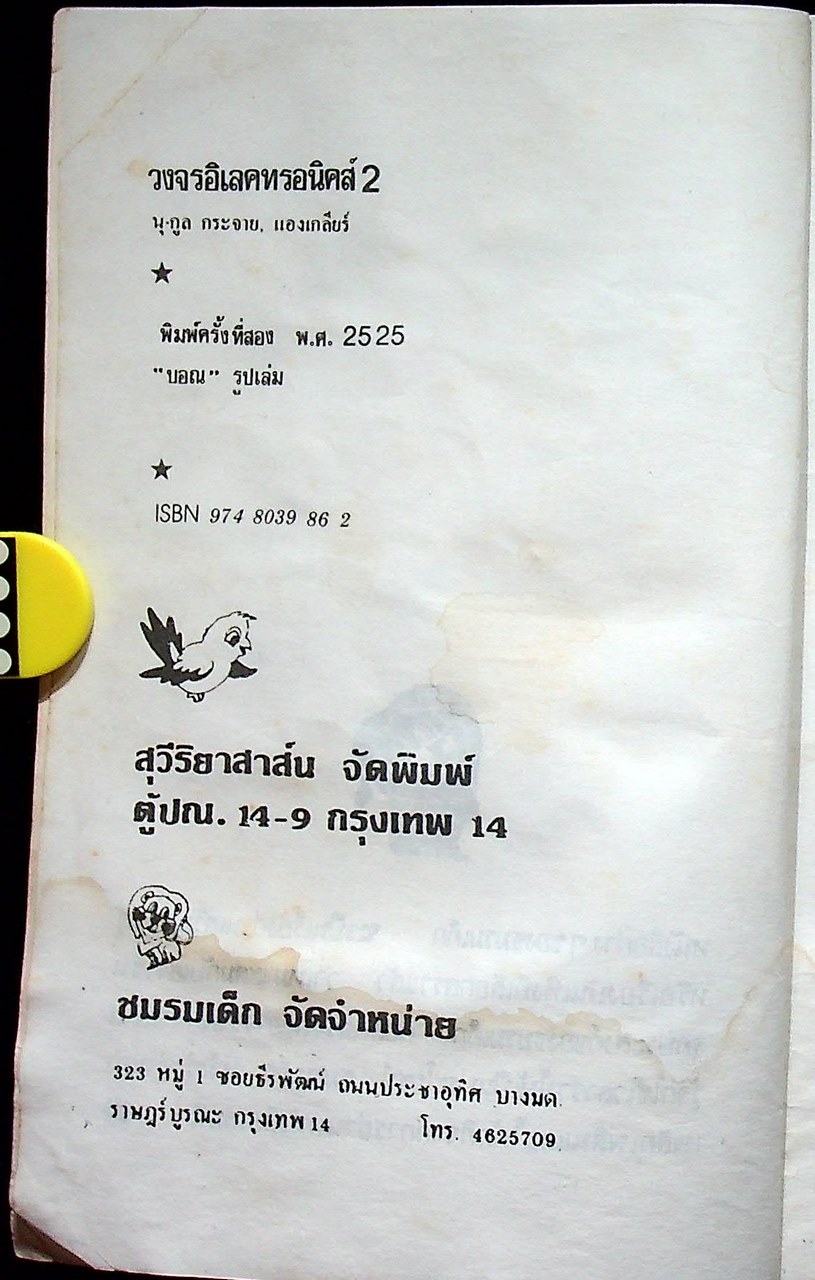 วงจรอิเลคทรอนิคส์ 2
นุกูล กระจาย, แองเกลียร์
★
พิมพ์ครั้งที่สอง พ.ศ. 2525
"บอณ" รูปเล่ม
★
ISBN 974 8039 86 2
สุวีริยาสาส์น จัดพิมพ์
ตู้ปณ. 14-9 กรุงเทพ 14
ชมรมเด็ก จัดจำหน่าย
323 หมู่ 1 ซอยธีรพัฒน์ ถนนประชาอุทิศ บางมด
ราษฎร์บูรณะ กรุงเทพ 14 โทร. 4625709